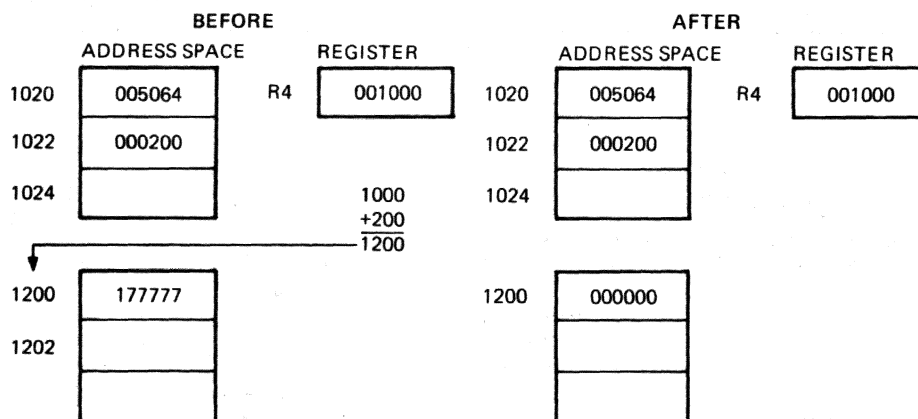 BEFORE AFTER
ADDRESS SPACE REGISTER ADDRESS SPACE REGISTER
1020 005064 R4 001000 1020 005064 R4 001000
1022 000200 1022 000200
1024 1000 1024
+200
1200
1200 177777 1200 000000
1202